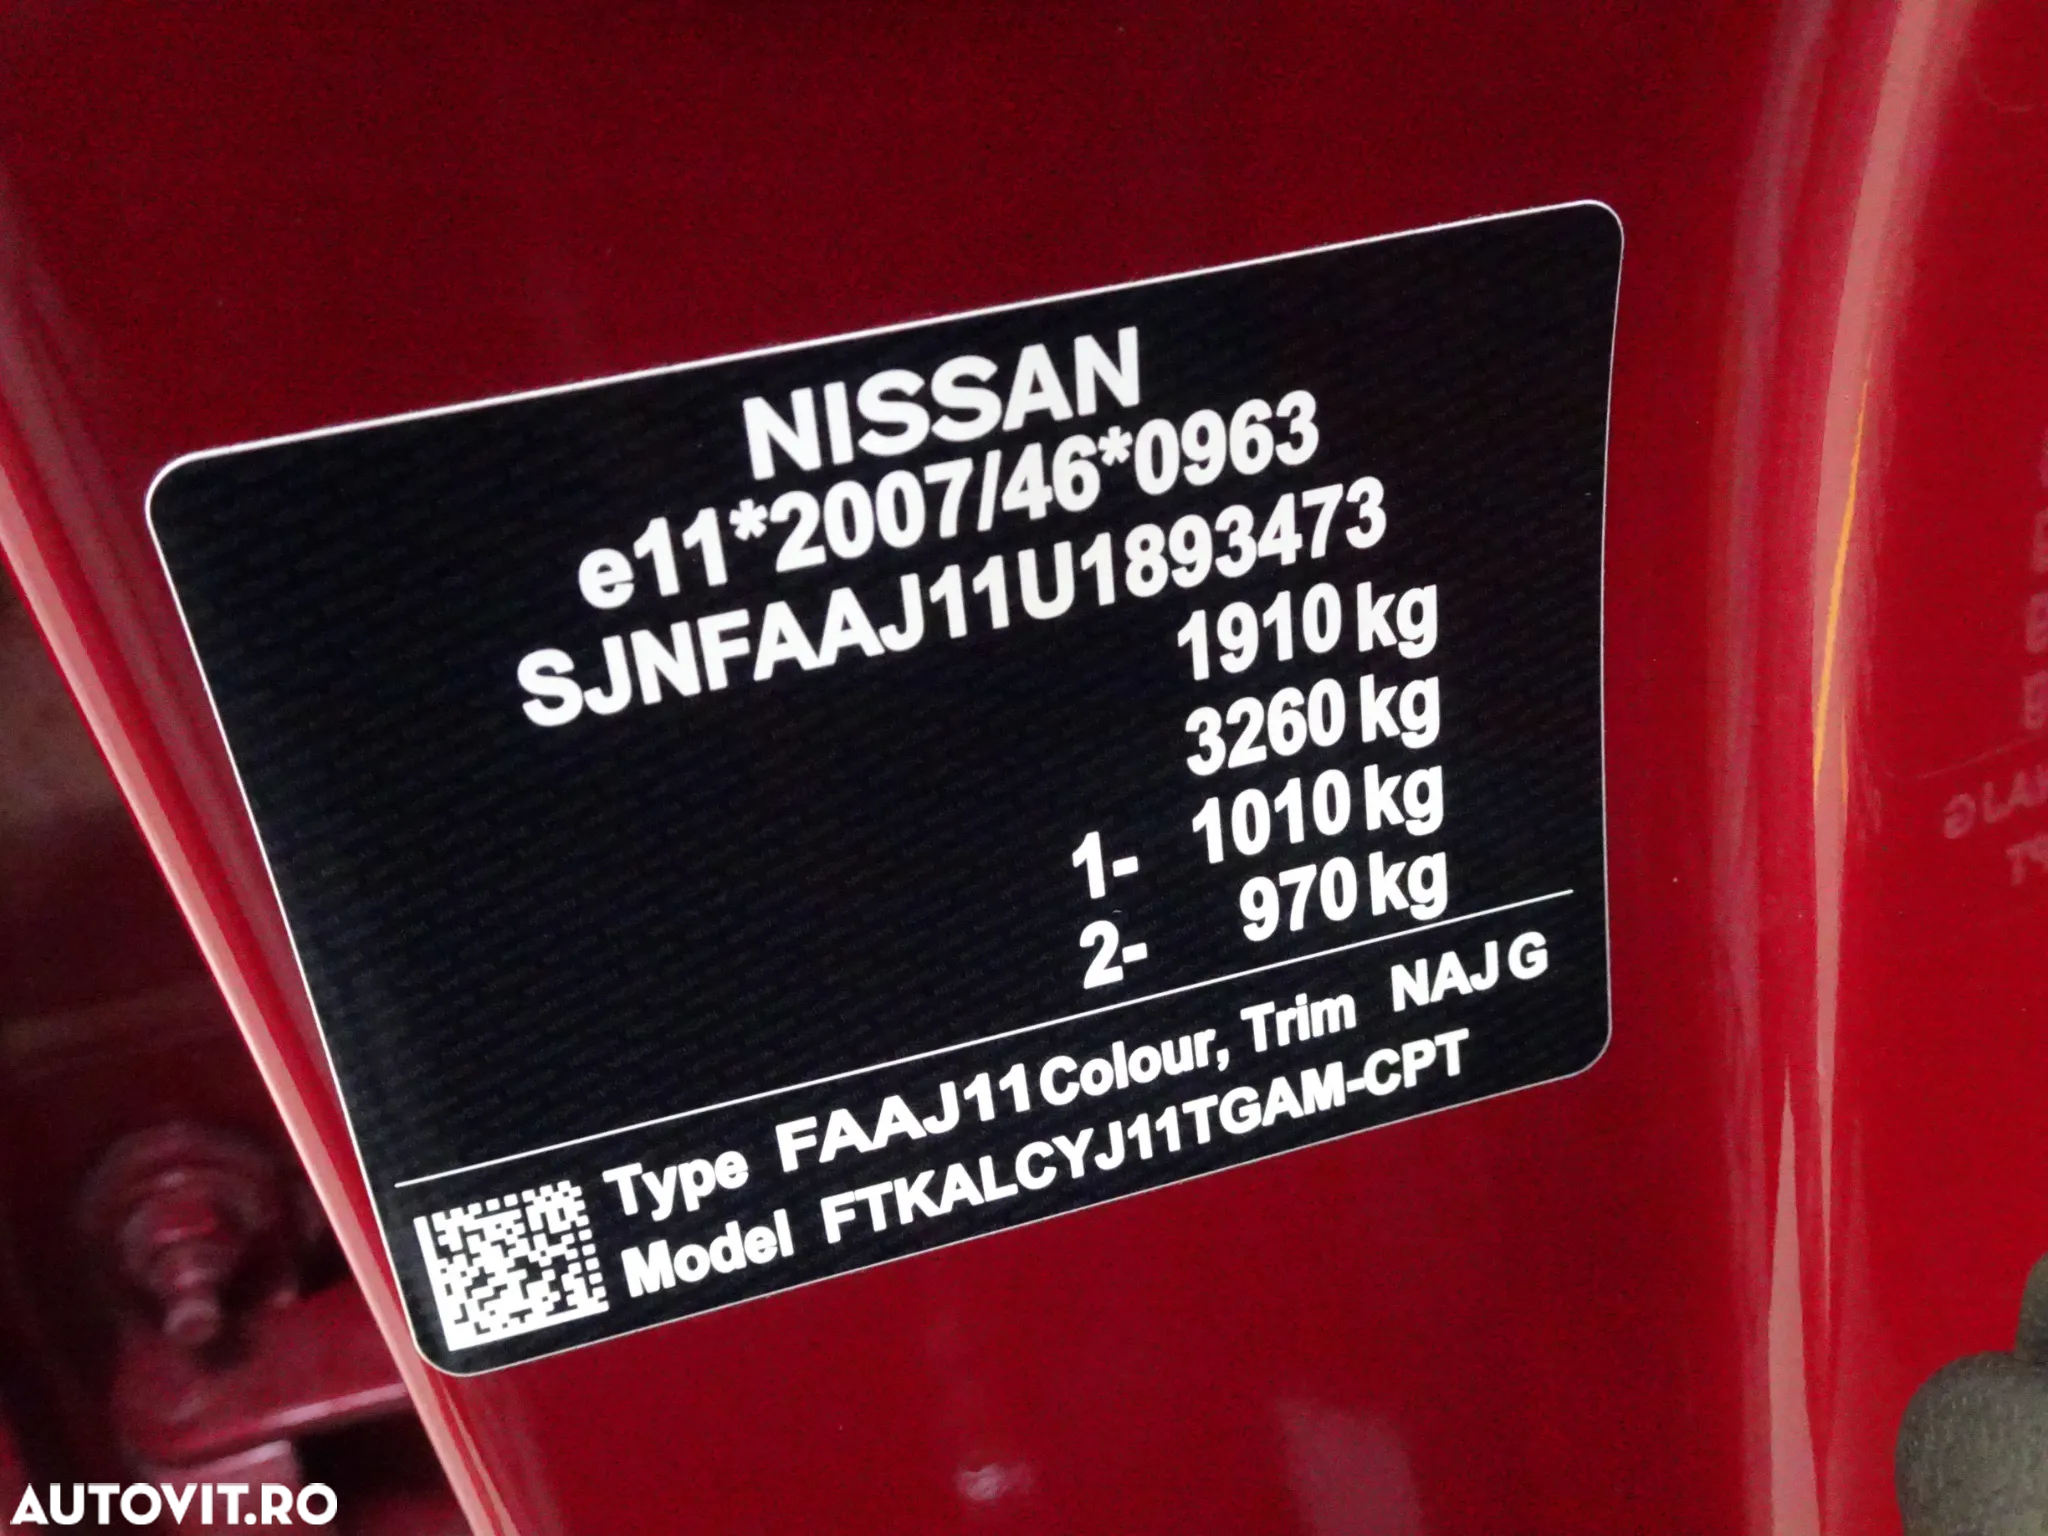 NISSAN
e11*2007/46*0963
SJNFAAJ11U1893473
1910 kg
3260 kg
1- 1010 kg
2- 970 kg
Type FAAJ11 Colour, Trim NAJ G
Model FTKALCYJ11TGAM-CPT
AUTOVIT.RO